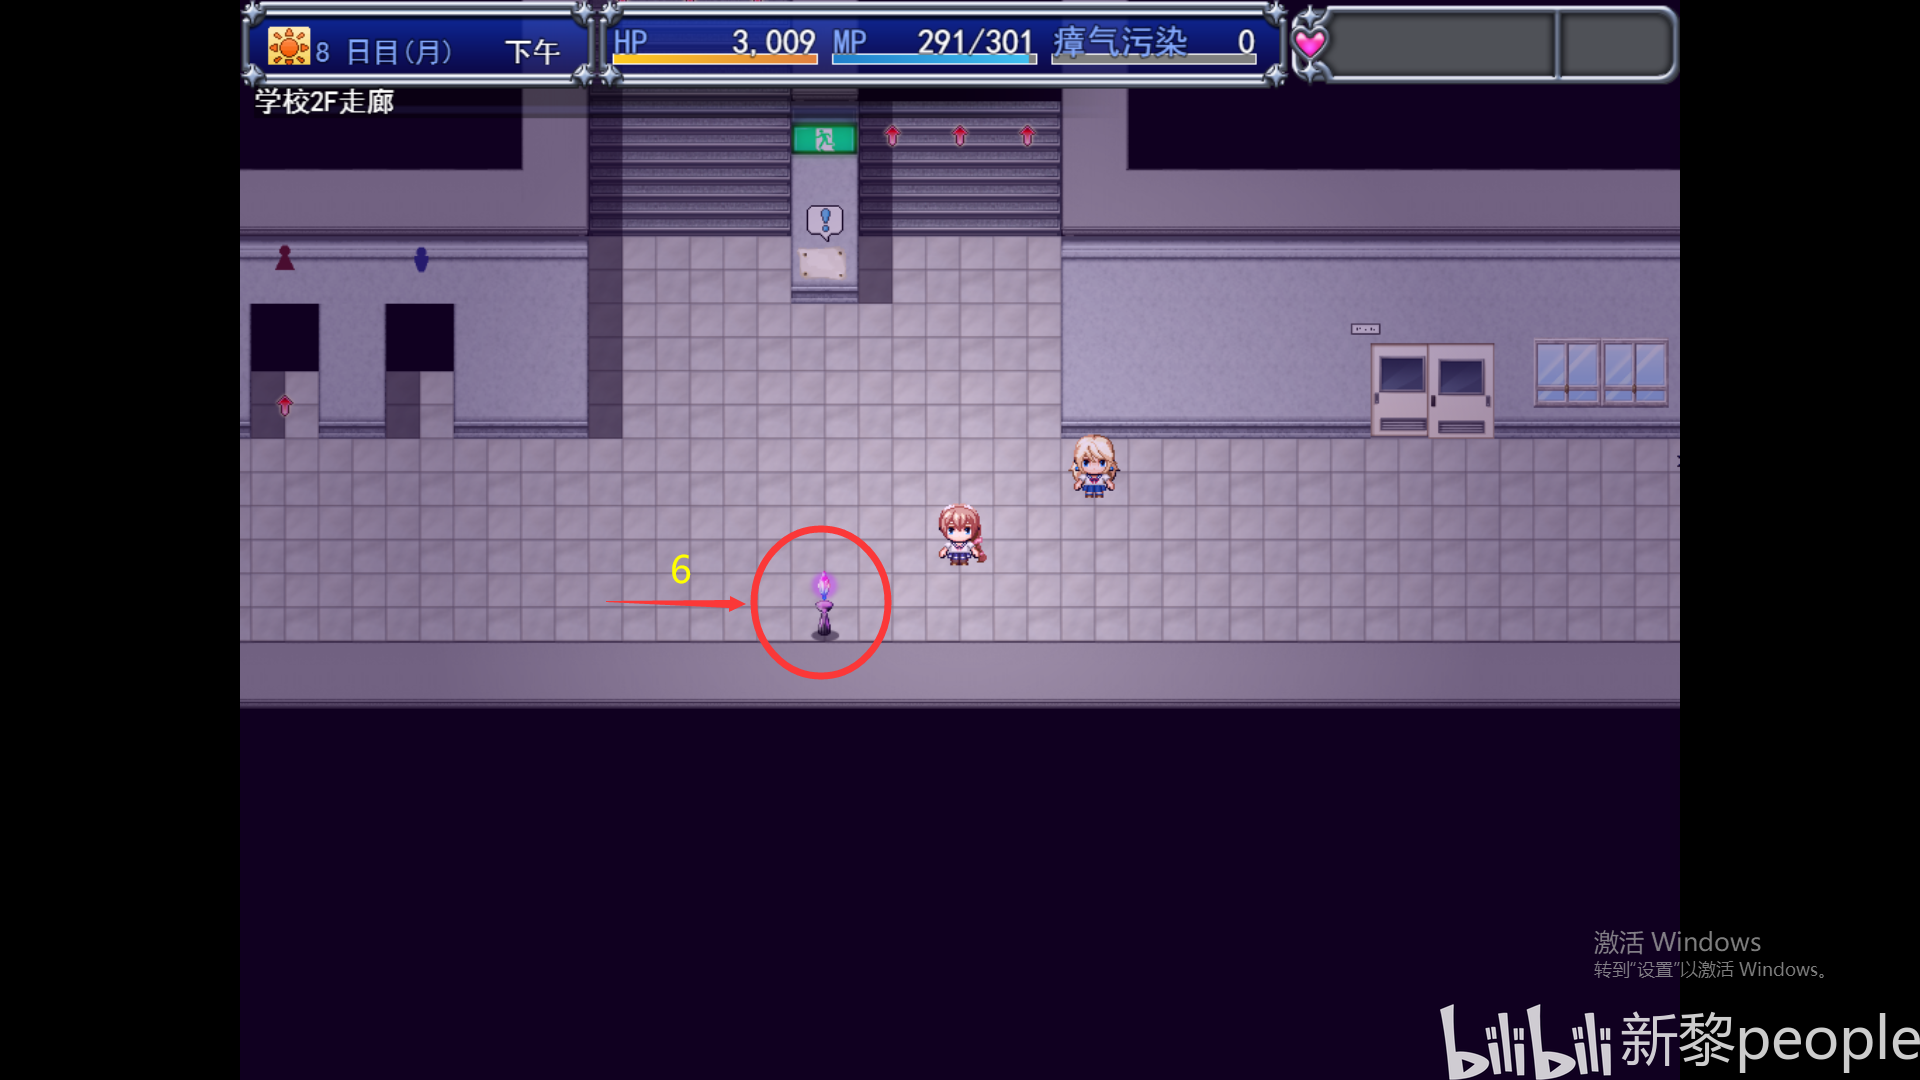 8 日目(月) 下午
HP 3,009 MP 291/301 瘴气污染 0
学校2F走廊
6
激活 Windows
转到“设置”以激活 Windows。
bilibili 新黎people